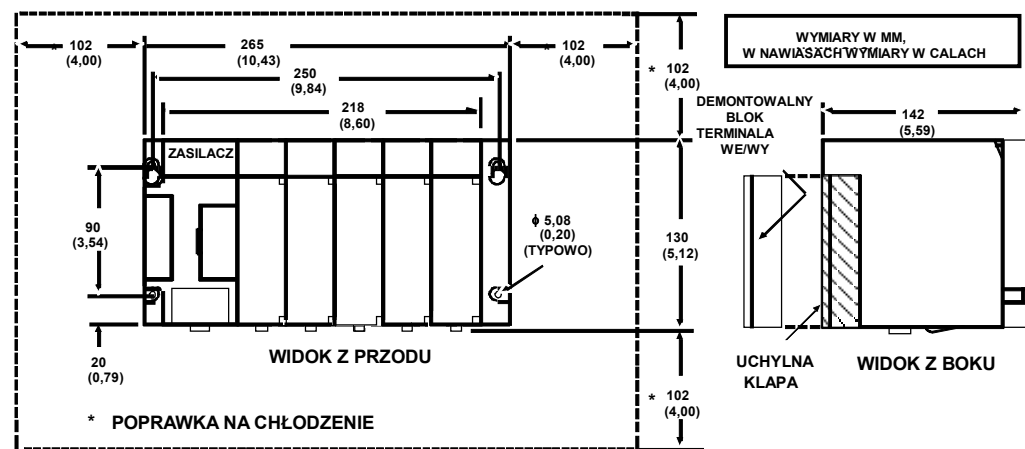 * 102
(4,00)
265
(10,43)
* 102
(4,00)
250
(9,84)
218
(8,60)
* 102
(4,00)
WYMIARY W MM,
W NAWIASACH WYMIARY W CALACH
DEMONTOWALNY
BLOK
TERMINALA
WE/WY
142
(5,59)
ZASILACZ
90
(3,54)
ϕ 5,08
(0,20)
(TYPOWO)
130
(5,12)
20
(0,79)
WIDOK Z PRZODU
UCHYLNA
KLAPA
WIDOK Z BOKU
* 102
(4,00)
* POPRAWKA NA CHŁODZENIE